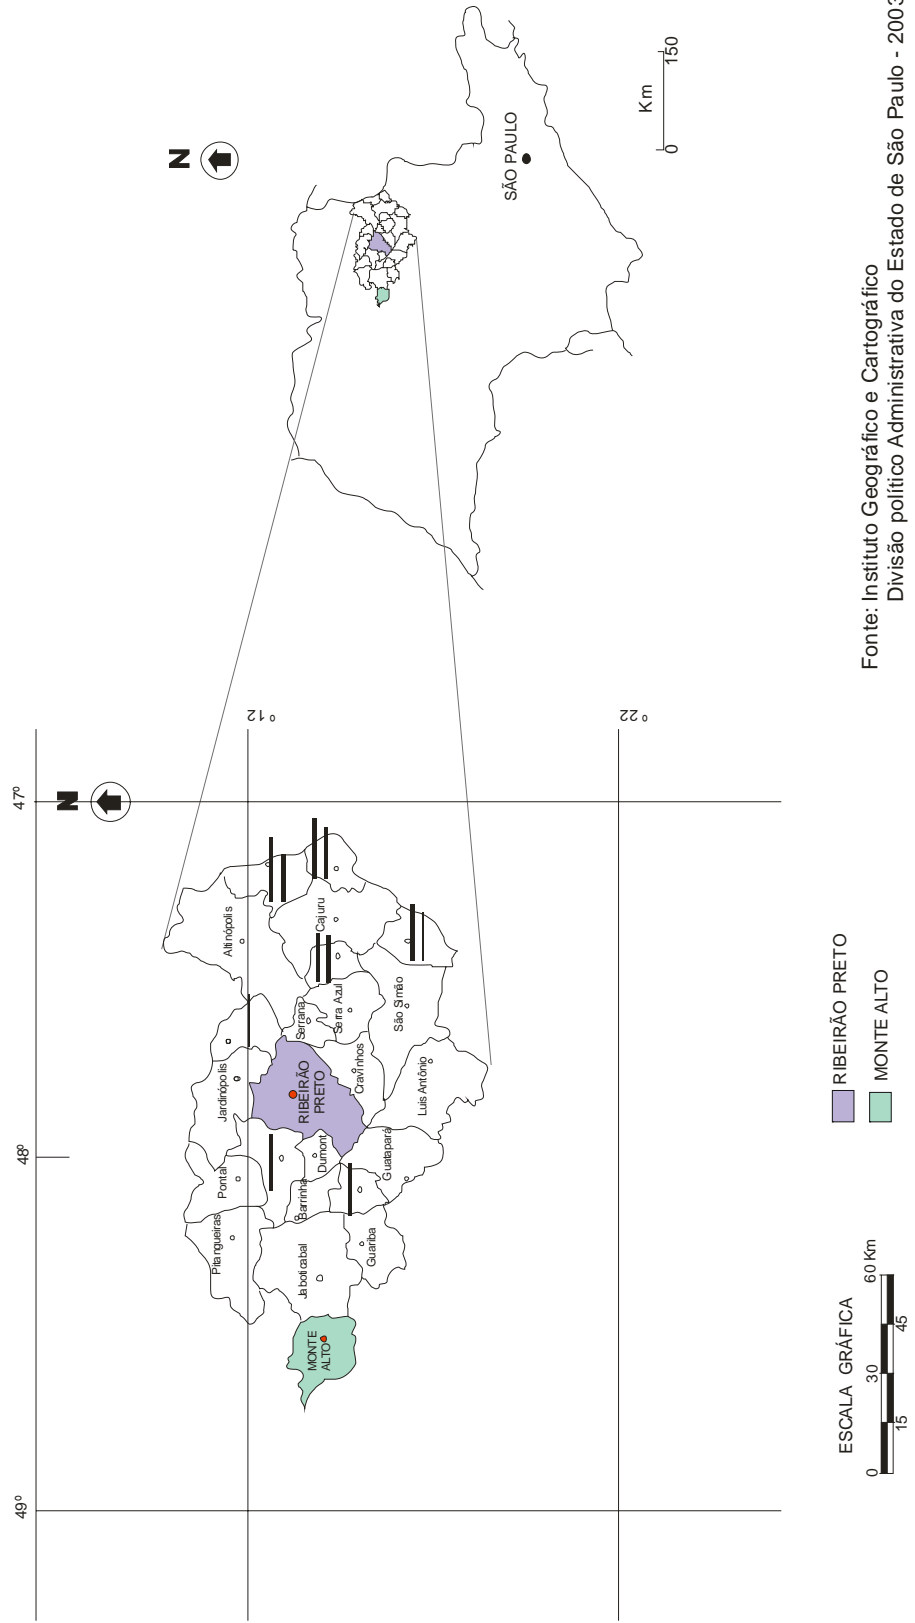 49º
48º
47º
N
12º
22º
Altinópolis
Cajuru
Jardinópolis
Serrana
Serra Azul
São Simão
Pontal
RIBEIRÃO
PRETO
Cravinhos
Luis Antônio
Pitangueiras
Barrinha
Dumont
Guatapará
Jaboticabal
Guariba
MONTE
ALTO
N
SÃO PAULO
Km
0
150
ESCALA GRÁFICA
0
30
60 Km
15
45
RIBEIRÃO PRETO
MONTE ALTO
Fonte: Instituto Geográfico e Cartográfico
Divisão político Administrativa do Estado de São Paulo - 2003